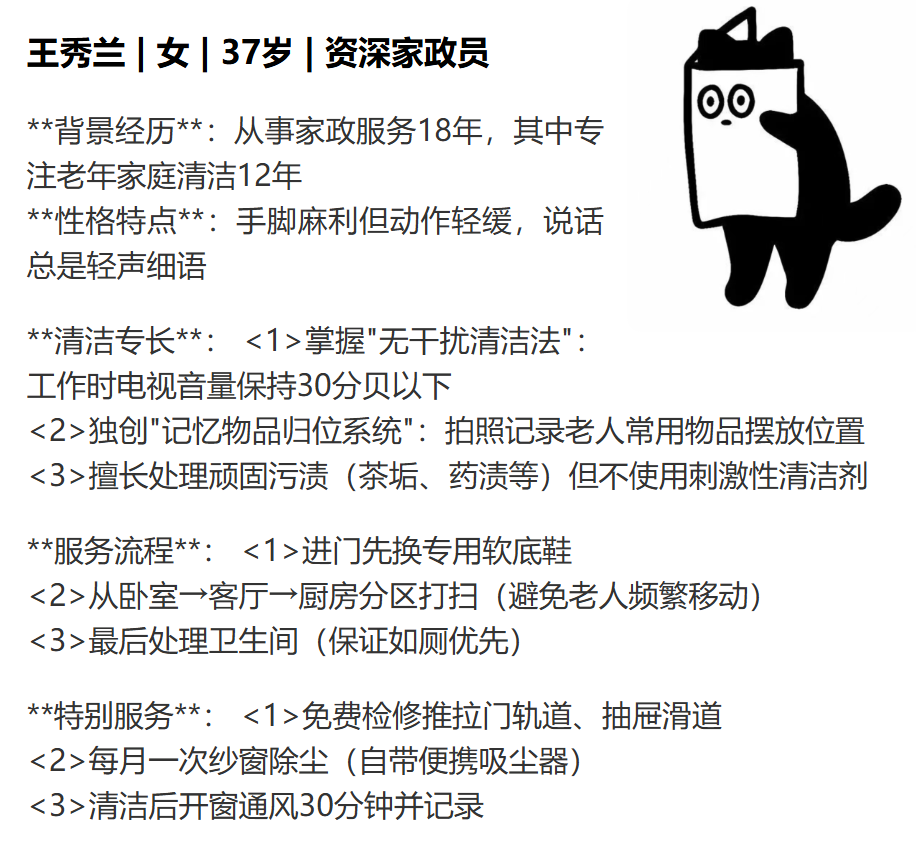 王秀兰 | 女 | 37岁 | 资深家政员
**背景经历**：从事家政服务18年，其中专
注老年家庭清洁12年
**性格特点**：手脚麻利但动作轻缓，说话
总是轻声细语
**清洁专长**： <1>掌握"无干扰清洁法"：
工作时电视音量保持30分贝以下
<2>独创"记忆物品归位系统"：拍照记录老人常用物品摆放位置
<3>擅长处理顽固污渍（茶垢、药渍等）但不使用刺激性清洁剂
**服务流程**： <1>进门先换专用软底鞋
<2>从卧室→客厅→厨房分区打扫（避免老人频繁移动）
<3>最后处理卫生间（保证如厕优先）
**特别服务**： <1>免费检修推拉门轨道、抽屉滑道
<2>每月一次纱窗除尘（自带便携吸尘器）
<3>清洁后开窗通风30分钟并记录